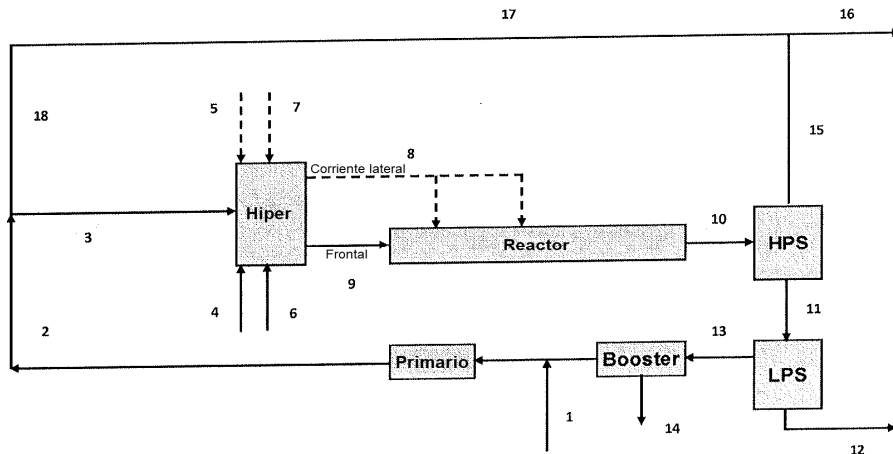 17
16
5
7
18
15
Corriente lateral
8
Hiper
3
10
Reactor
HPS
Frontal
9
4
6
11
2
13
Primario
Booster
LPS
1
14
12